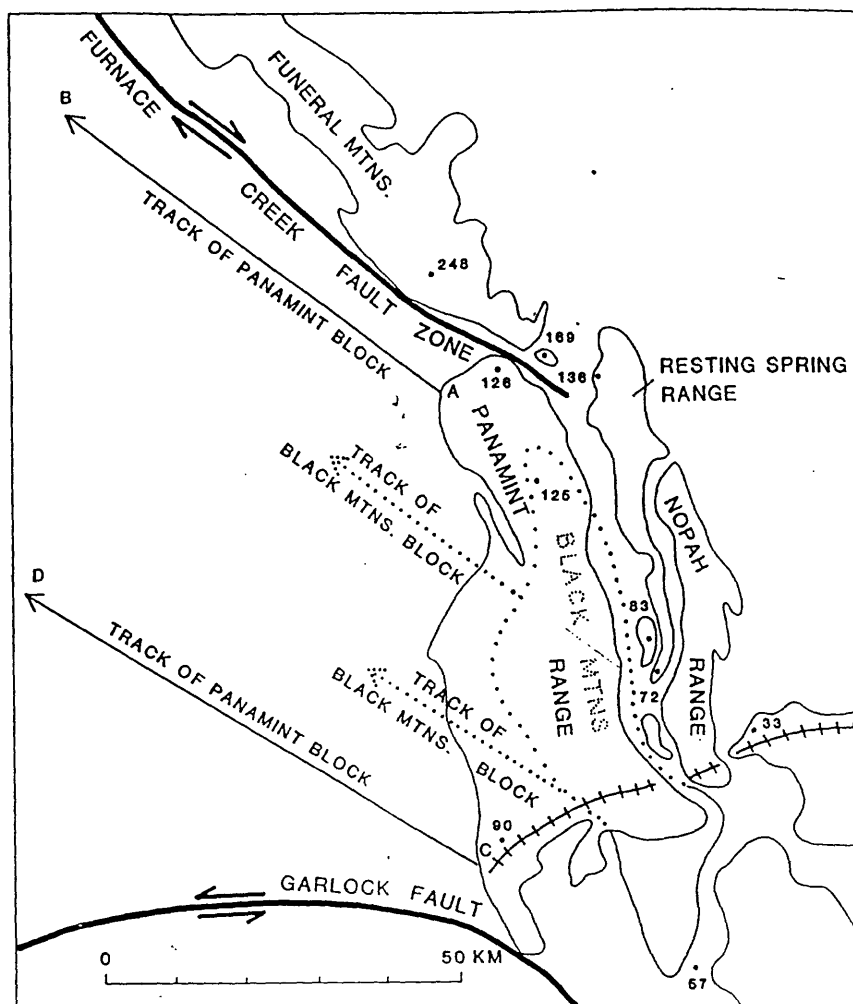 FURNACE
CREEK
FAULT
ZONE
FUNERAL MTNS.
B
TRACK OF PANAMINT BLOCK
248
169
136
RESTING SPRING
RANGE
A
126
PANAMINT
RANGE
TRACK OF
BLACK MTNS. BLOCK
125
BLACK MTNS
NOPAH
RANGE
D
TRACK OF PANAMINT BLOCK
83
72
TRACK OF
BLACK MTNS.
BLOCK
33
90
C
GARLOCK FAULT
0
50 KM
57